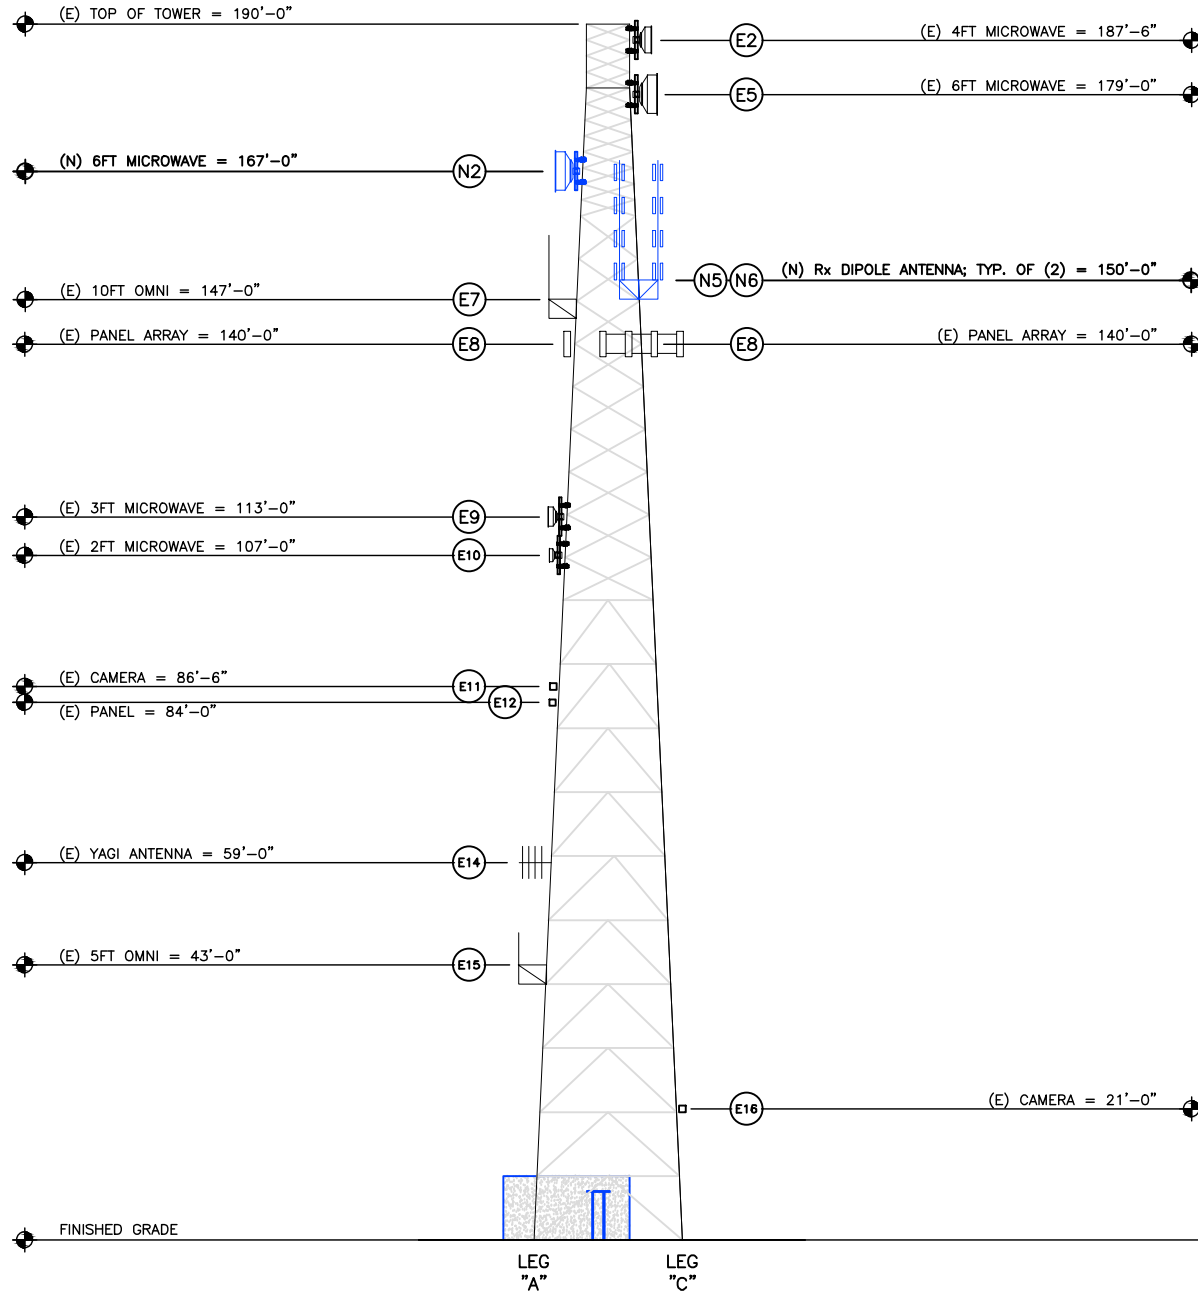 (E) TOP OF TOWER = 190'-0"
E2 (E) 4FT MICROWAVE = 187'-6"
E5 (E) 6FT MICROWAVE = 179'-0"
(N) 6FT MICROWAVE = 167'-0" N2
N5 N6 (N) Rx DIPOLE ANTENNA; TYP. OF (2) = 150'-0"
(E) 10FT OMNI = 147'-0" E7
(E) PANEL ARRAY = 140'-0" E8
E8 (E) PANEL ARRAY = 140'-0"
(E) 3FT MICROWAVE = 113'-0" E9
(E) 2FT MICROWAVE = 107'-0" E10
(E) CAMERA = 86'-6" E11
E12
(E) PANEL = 84'-0"
(E) YAGI ANTENNA = 59'-0" E14
(E) 5FT OMNI = 43'-0" E15
E16 (E) CAMERA = 21'-0"
FINISHED GRADE
LEG
"A"
LEG
"C"